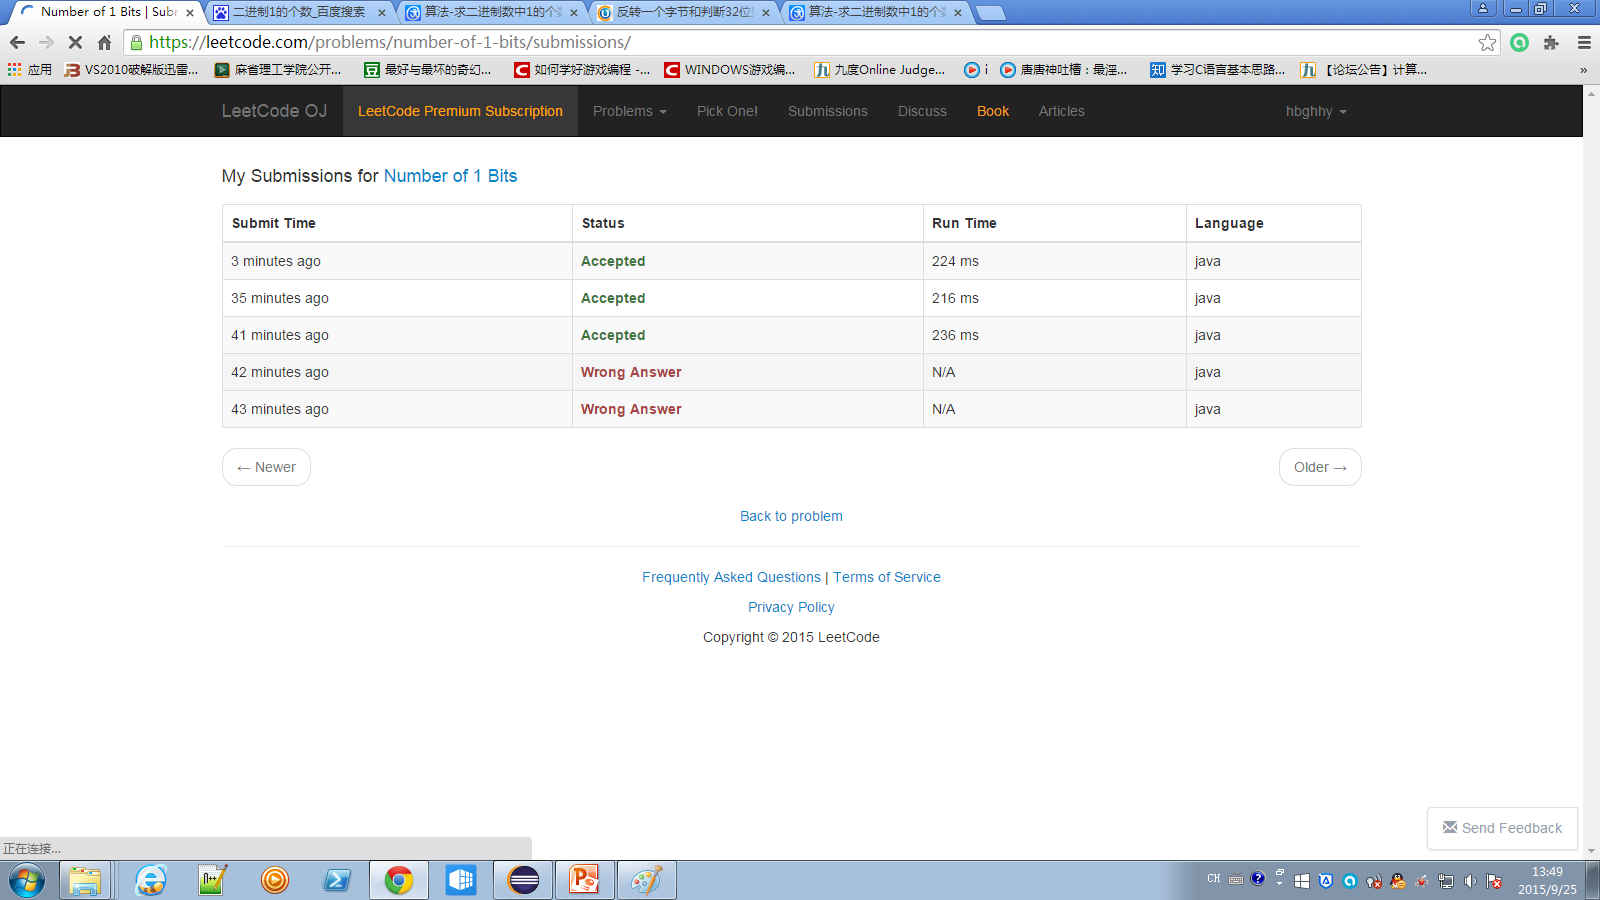 Number of 1 Bits | Subm
二进制1的个数_百度搜索
算法-求二进制数中1的个
反转一个字节和判断32位
算法-求二进制数中1的个
https://leetcode.com/problems/number-of-1-bits/submissions/
应用 VS2010破解版迅雷... 麻省理工学院公开... 最好与最坏的奇幻... 如何学好游戏编程 -... WINDOWS游戏编... 九度Online Judge... i 唐唐神吐槽：最淫... 学习C语言基本思路... 【论坛公告】计算... »
LeetCode OJ LeetCode Premium Subscription Problems Pick One! Submissions Discuss Book Articles hbghhy
My Submissions for Number of 1 Bits
Submit Time Status Run Time Language
3 minutes ago Accepted 224 ms java
35 minutes ago Accepted 216 ms java
41 minutes ago Accepted 236 ms java
42 minutes ago Wrong Answer N/A java
43 minutes ago Wrong Answer N/A java
← Newer Older →
Back to problem
Frequently Asked Questions | Terms of Service
Privacy Policy
Copyright © 2015 LeetCode
Send Feedback
正在连接...
CH 13:49
2015/9/25